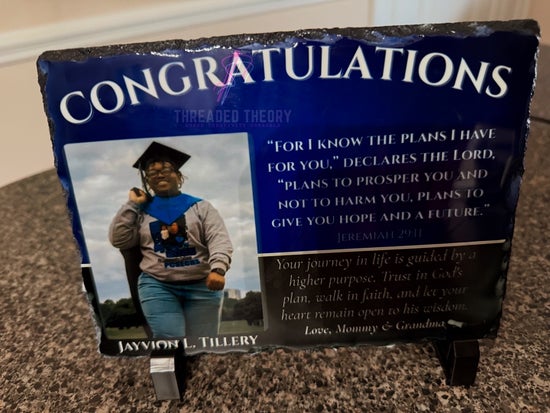 CONGRATULATIONS
THREADED THEORY
"FOR I KNOW THE PLANS I HAVE
FOR YOU," DECLARES THE LORD,
"PLANS TO PROSPER YOU AND
NOT TO HARM YOU, PLANS TO
GIVE YOU HOPE AND A FUTURE."
JEREMIAH 29:11
Your journey in life is guided by a
higher purpose. Trust in God's
plan, walk in faith, and let your
heart remain open to his wisdom.
Love, Mommy & Grandma
JAYVION L. TILLERY